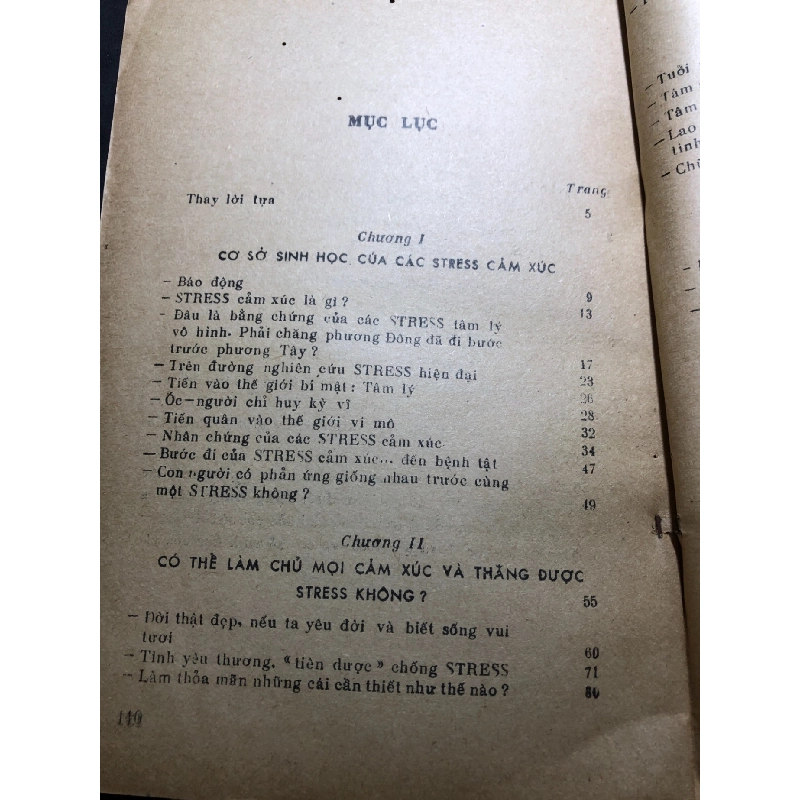 MỤC LỤC
Trang
Thay lời tựa 5
Chương I
CƠ SỞ SINH HỌC CỦA CÁC STRESS CẢM XÚC
– Báo động 9
– STRESS cảm xúc là gì ? 13
– Đâu là bằng chứng của các STRESS tâm lý
vô hình. Phải chăng phương Đông đã đi bước
trước phương Tây ? 17
– Trên đường nghiên cứu STRESS hiện đại 23
– Tiến vào thế giới bí mật : Tâm lý 26
– Óc–người chỉ huy kỳ vĩ 28
– Tiến quân vào thế giới vi mô 32
– Nhân chứng của các STRESS cảm xúc 34
– Bước đi của STRESS cảm xúc... đến bệnh tật 47
– Con người có phản ứng giống nhau trước cùng
một STRESS không ? 49
Chương II
CÓ THỂ LÀM CHỦ MỌI CẢM XÚC VÀ THẮNG ĐƯỢC
STRESS KHÔNG ? 55
– Đời thật đẹp, nếu ta yêu đời và biết sống vui
tươi 60
– Tình yêu thương, « tiên dược » chống STRESS 71
– Làm thỏa mãn những cái cần thiết như thế nào ? 80
140
– Tuổi
– Tám
– Tâm
– Lao
tinh
– Chữ